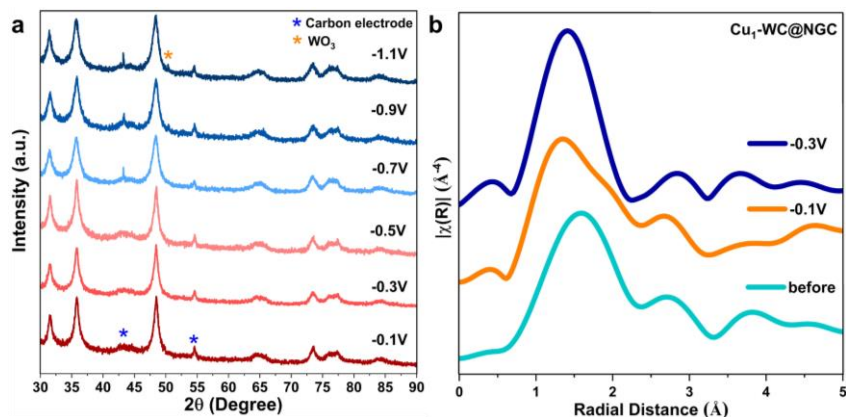 a
* Carbon electrode
* WO₃
-1.1V
-0.9V
-0.7V
-0.5V
-0.3V
-0.1V
*
*
*
Intensity (a.u.)
30 35 40 45 50 55 60 65 70 75 80 85 90
2θ (Degree)
b
Cu₁-WC@NGC
-0.3V
-0.1V
before
|χ(R)| (Å⁻⁴)
0 1 2 3 4 5
Radial Distance (Å)